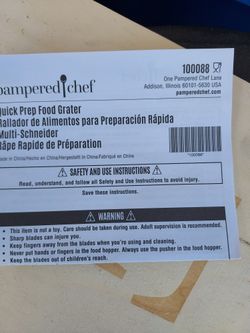 pampered chef
100088
One Pampered Chef Lane
Addison, Illinois 60101-5630 USA
pamperedchef.com
Quick Prep Food Grater
Rallador de Alimentos para Preparación Rápida
Multi-Schneider
Râpe Rapide de Préparation
Made in China/Hecho en China/Hergestellt in China/Fabriqué en Chine
*100088*
SAFETY AND USE INSTRUCTIONS
Read, understand, and follow all Safety and Use Instructions to avoid injury.
Save these instructions.
WARNING
• This item is not a toy. Care should be taken during use. Adult supervision is recommended.
• Sharp blades can injure you.
• Keep fingers away from the blades when you're using and cleaning.
• Never put hands or fingers in the food hopper. Always use the pusher in the food hopper.
• Keep the blades out of children's reach.